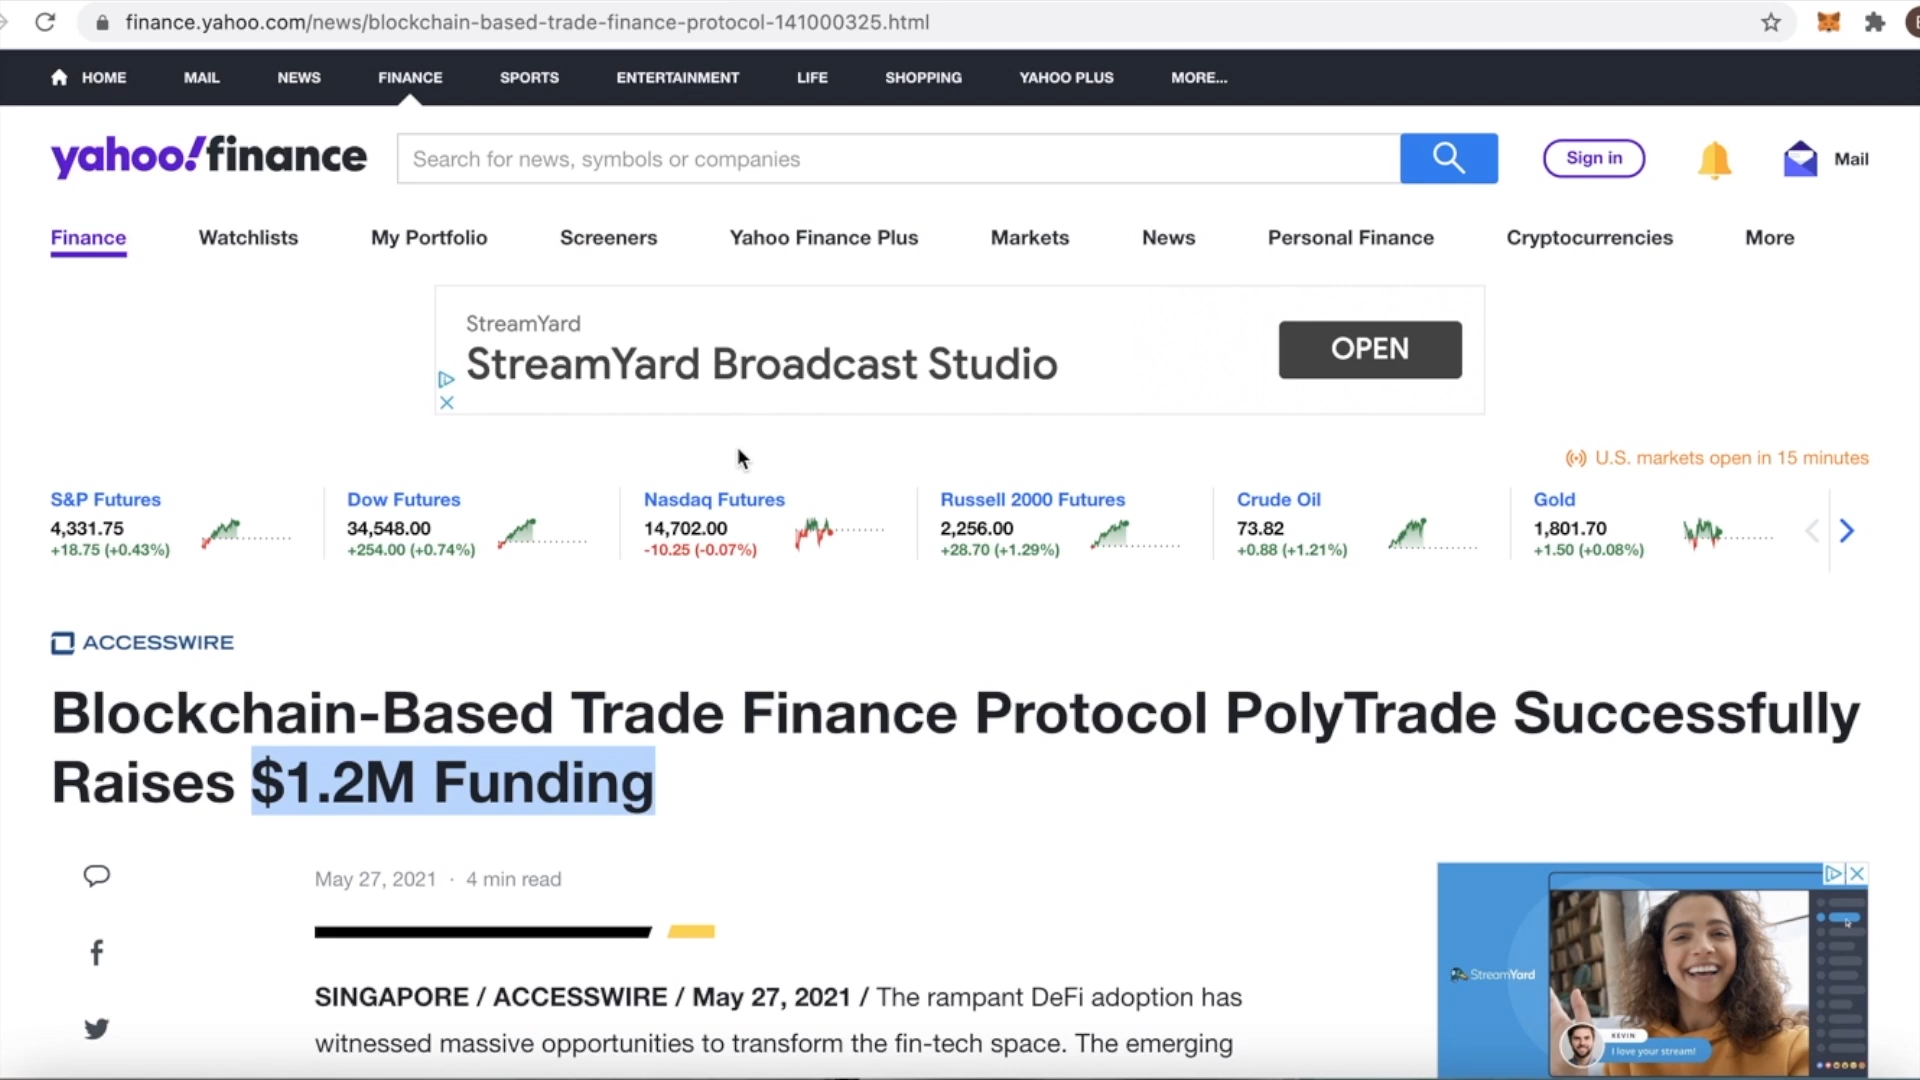 finance.yahoo.com/news/blockchain-based-trade-finance-protocol-141000325.html
HOME MAIL NEWS FINANCE SPORTS ENTERTAINMENT LIFE SHOPPING YAHOO PLUS MORE...
yahoo!finance Search for news, symbols or companies Sign in Mail
Finance Watchlists My Portfolio Screeners Yahoo Finance Plus Markets News Personal Finance Cryptocurrencies More
StreamYard
StreamYard Broadcast Studio OPEN
U.S. markets open in 15 minutes
S&P Futures Dow Futures Nasdaq Futures Russell 2000 Futures Crude Oil Gold
4,331.75 34,548.00 14,702.00 2,256.00 73.82 1,801.70
+18.75 (+0.43%) +254.00 (+0.74%) -10.25 (-0.07%) +28.70 (+1.29%) +0.88 (+1.21%) +1.50 (+0.08%)
ACCESSWIRE
Blockchain-Based Trade Finance Protocol PolyTrade Successfully
Raises $1.2M Funding
May 27, 2021 · 4 min read
SINGAPORE / ACCESSWIRE / May 27, 2021 / The rampant DeFi adoption has
witnessed massive opportunities to transform the fin-tech space. The emerging
StreamYard
KEVIN
I love your stream!